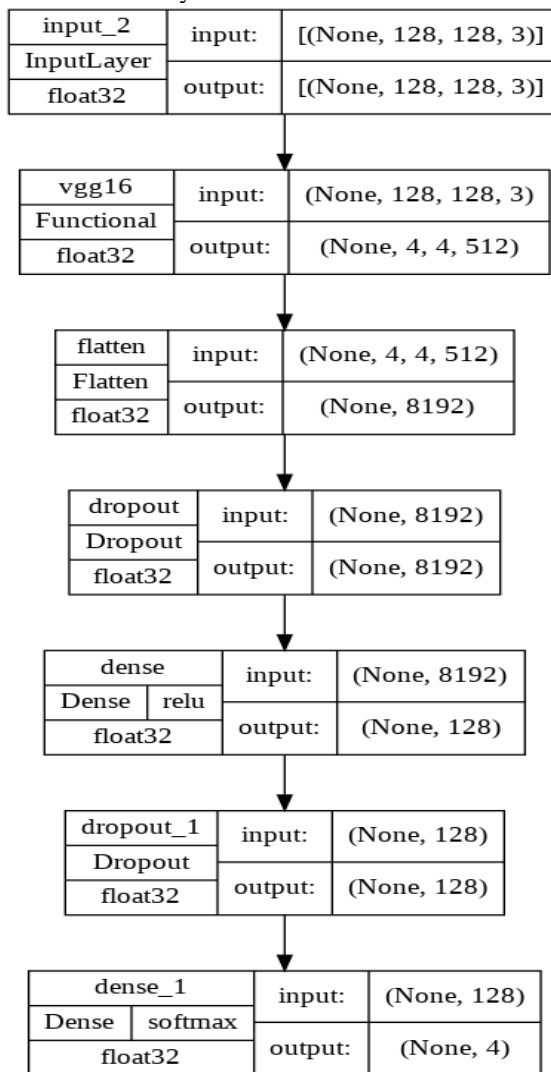 input_2
InputLayer
float32
input:
[(None, 128, 128, 3)]
output:
[(None, 128, 128, 3)]
vgg16
Functional
float32
input:
(None, 128, 128, 3)
output:
(None, 4, 4, 512)
flatten
Flatten
float32
input:
(None, 4, 4, 512)
output:
(None, 8192)
dropout
Dropout
float32
input:
(None, 8192)
output:
(None, 8192)
dense
Dense relu
float32
input:
(None, 8192)
output:
(None, 128)
dropout_1
Dropout
float32
input:
(None, 128)
output:
(None, 128)
dense_1
Dense softmax
float32
input:
(None, 128)
output:
(None, 4)